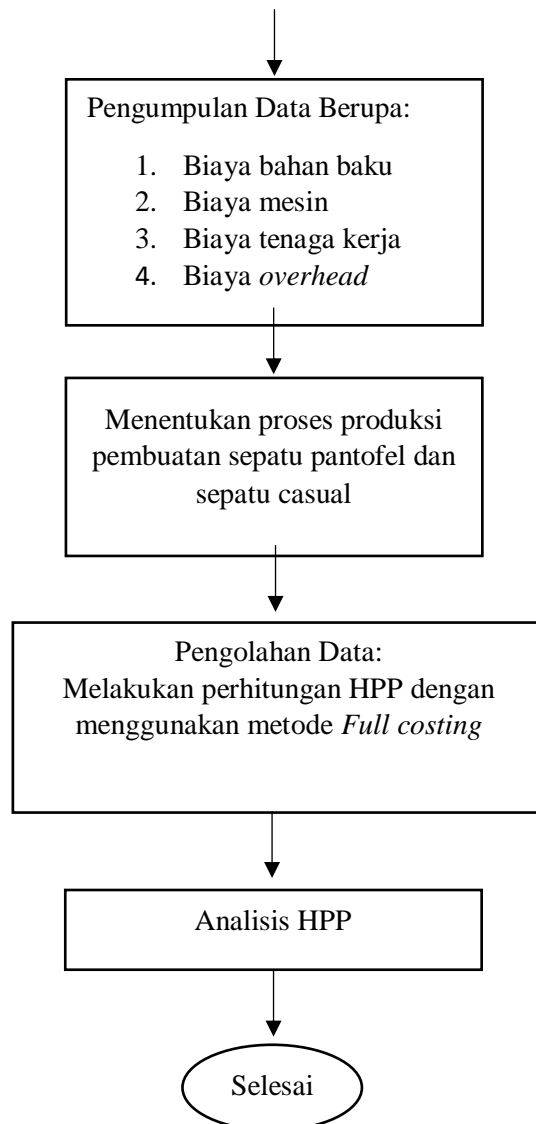 Pengumpulan Data Berupa:
1. Biaya bahan baku
2. Biaya mesin
3. Biaya tenaga kerja
4. Biaya overhead
Menentukan proses produksi
pembuatan sepatu pantofel dan
sepatu casual
Pengolahan Data:
Melakukan perhitungan HPP dengan
menggunakan metode Full costing
Analisis HPP
Selesai